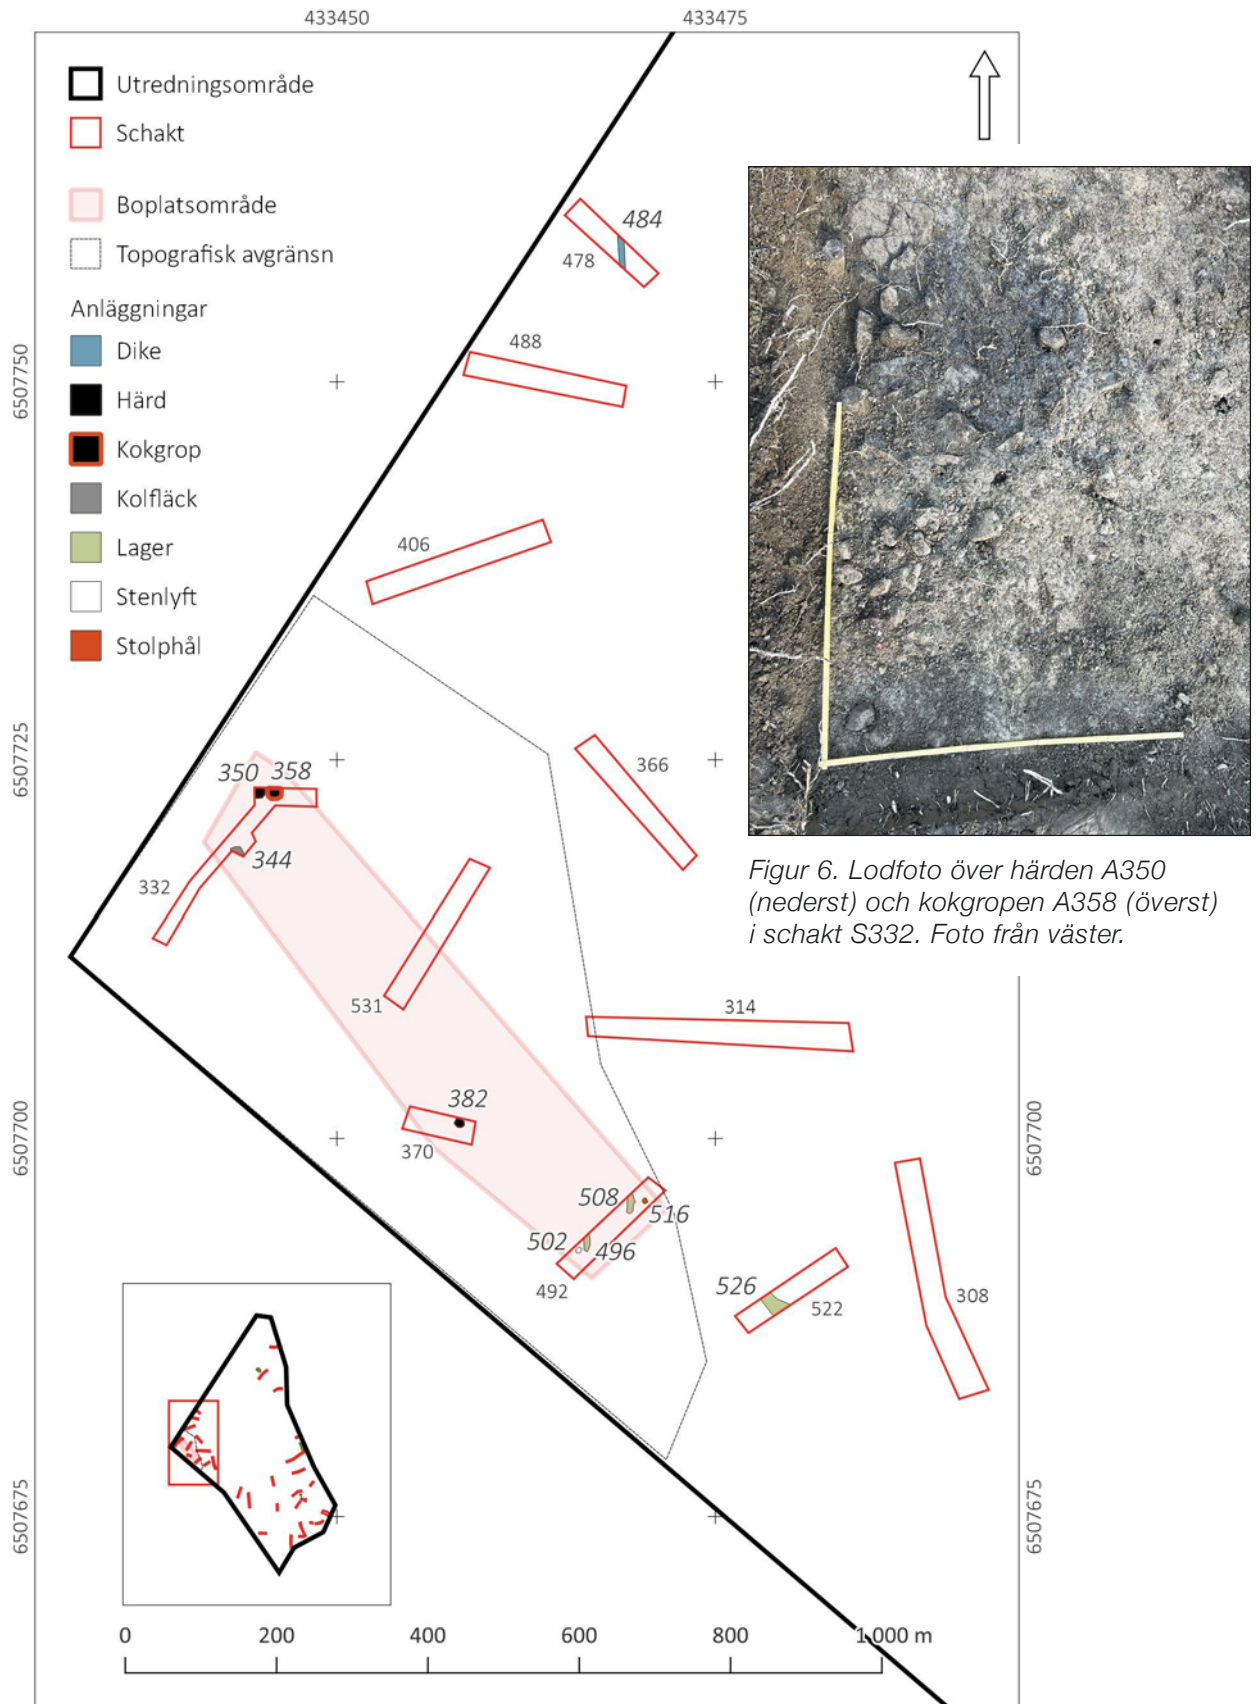 433450
433475
Utredningsområde
Schakt
Boplatsområde
Topografisk avgränsn
Anläggningar
Dike
Härd
Kokgrop
Kolfläck
Lager
Stenlyft
Stolphål
6507750
6507725
6507700
6507675
6507700
6507675
484
478
488
406
366
350
358
344
332
531
314
382
370
508
516
502
496
492
526
522
308
Figur 6. Lodfoto över härden A350
(nederst) och kokgropen A358 (överst)
i schakt S332. Foto från väster.
0
200
400
600
800
1 000 m